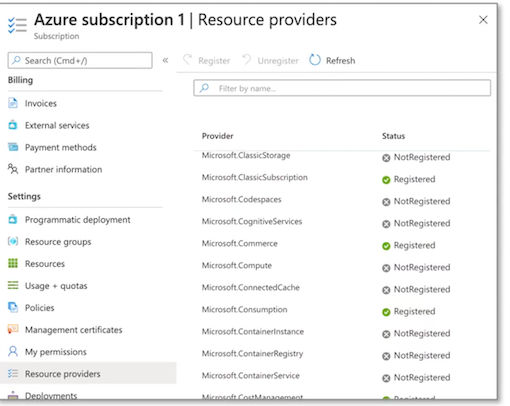 Azure subscription 1 | Resource providers
Subscription
Search (Cmd+/)
«
Register
Unregister
Refresh
Billing
Invoices
External services
Payment methods
Partner information
Settings
Programmatic deployment
Resource groups
Resources
Usage + quotas
Policies
Management certificates
My permissions
Resource providers
Deployments
Filter by name...
Provider Status
Microsoft.ClassicStorage NotRegistered
Microsoft.ClassicSubscription Registered
Microsoft.Codespaces NotRegistered
Microsoft.CognitiveServices NotRegistered
Microsoft.Commerce Registered
Microsoft.Compute NotRegistered
Microsoft.ConnectedCache NotRegistered
Microsoft.Consumption Registered
Microsoft.ContainerInstance NotRegistered
Microsoft.ContainerRegistry NotRegistered
Microsoft.ContainerService NotRegistered
Microsoft.CostManagement Registered